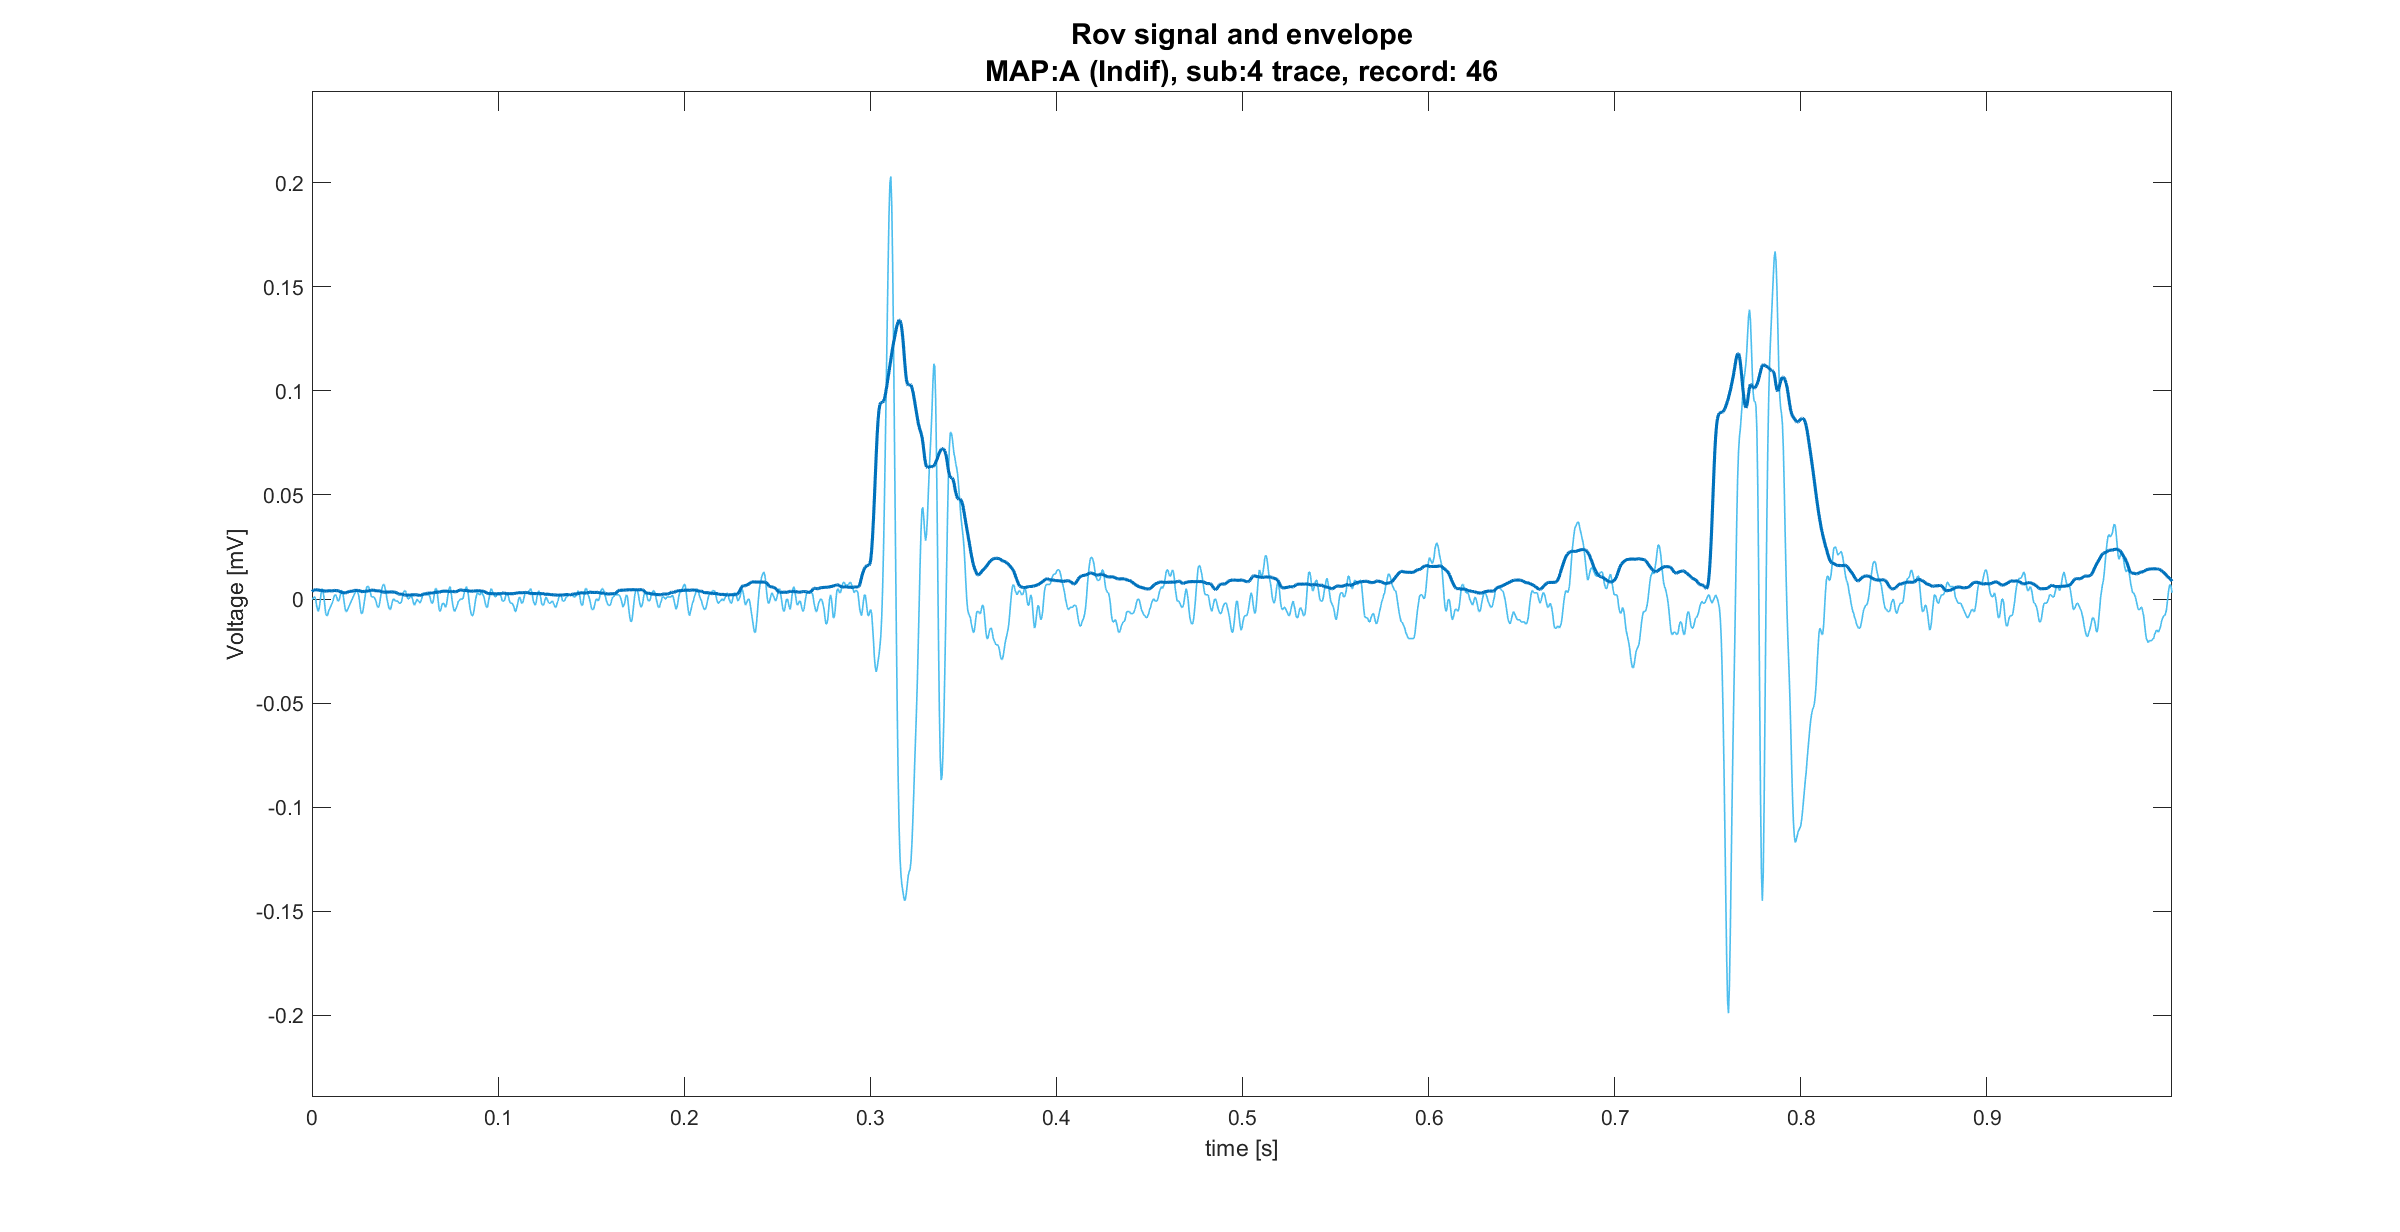 Rov signal and envelope
MAP:A (Indif), sub:4 trace, record: 46
Voltage [mV]
0.2
0.15
0.1
0.05
0
-0.05
-0.1
-0.15
-0.2
0 0.1 0.2 0.3 0.4 0.5 0.6 0.7 0.8 0.9
time [s]